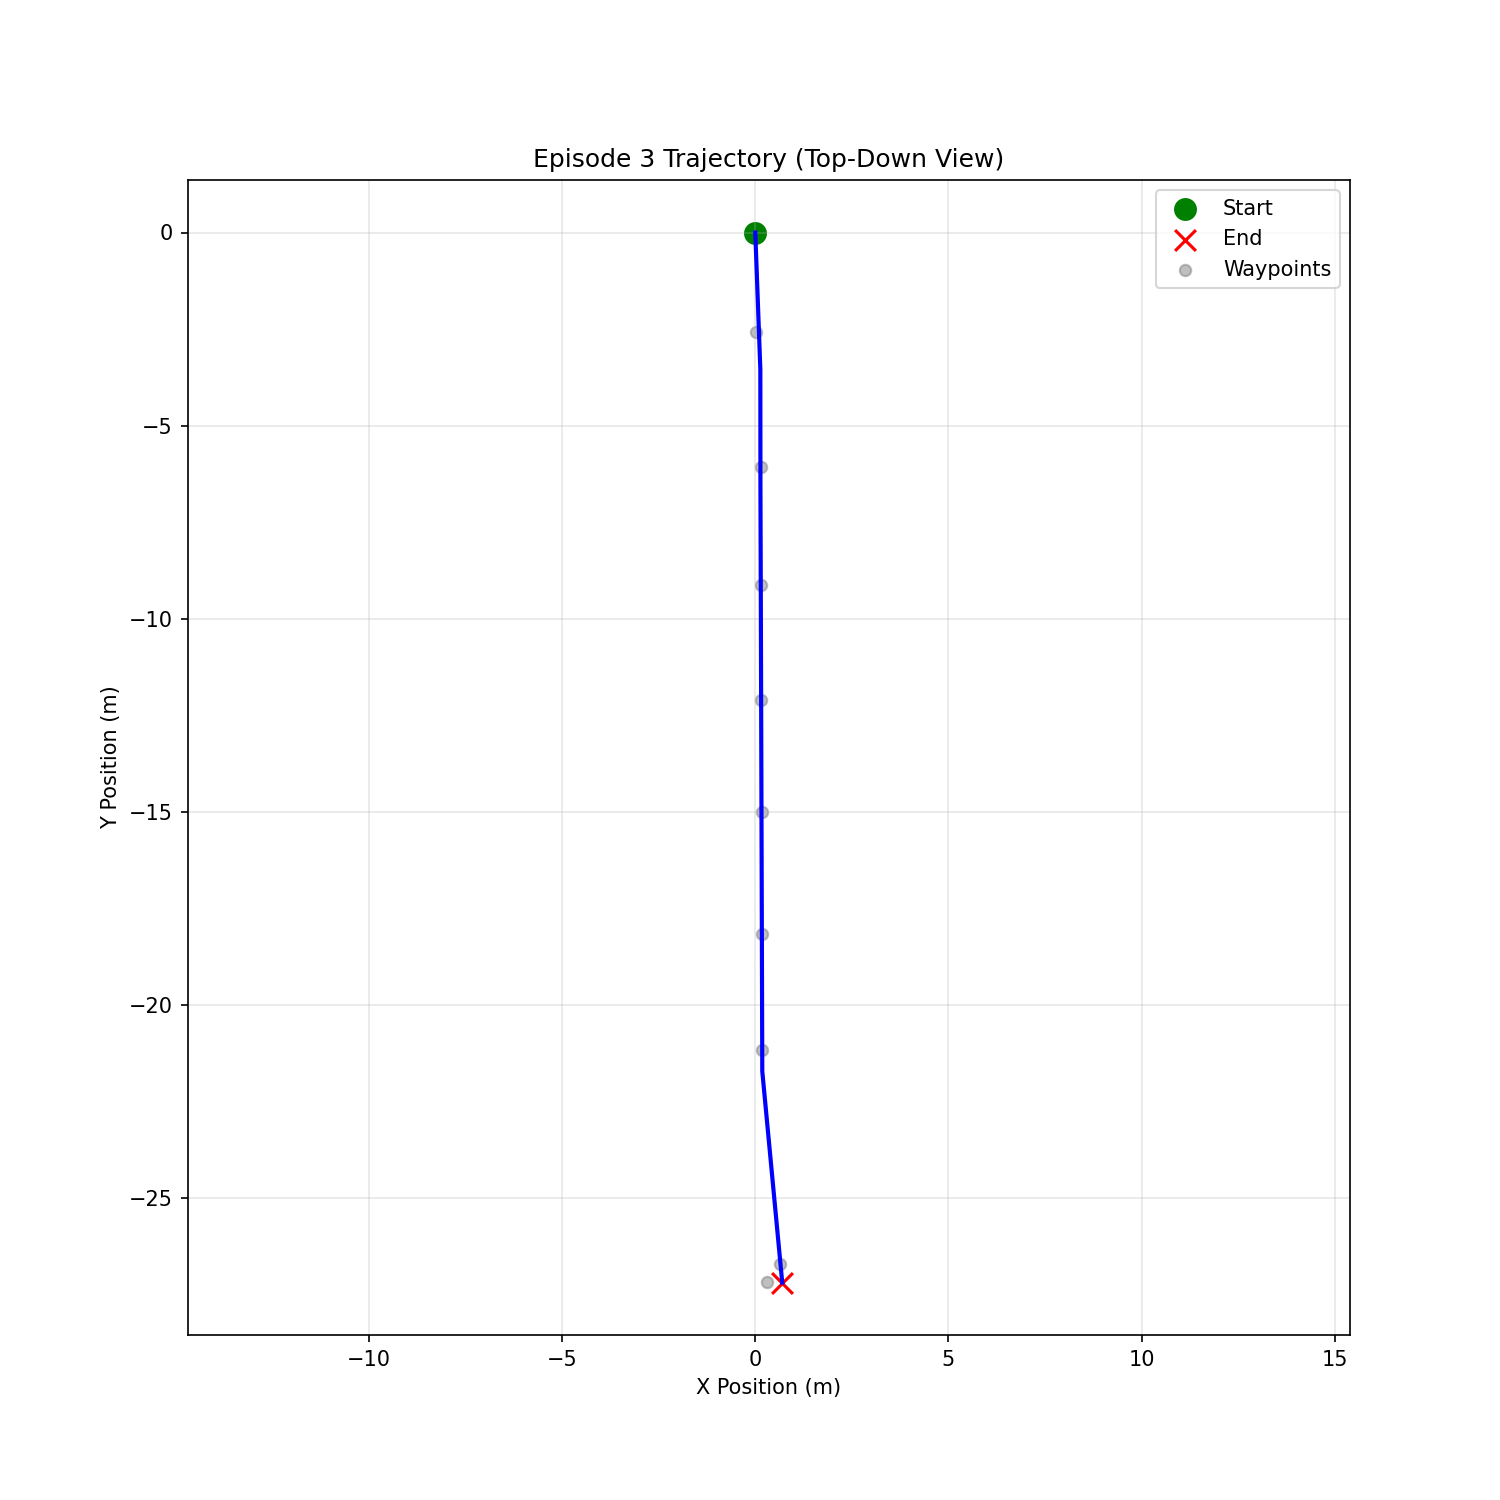 Episode 3 Trajectory (Top-Down View)
Start
End
Waypoints
0
−5
−10
−15
−20
−25
Y Position (m)
−10
−5
0
5
10
15
X Position (m)